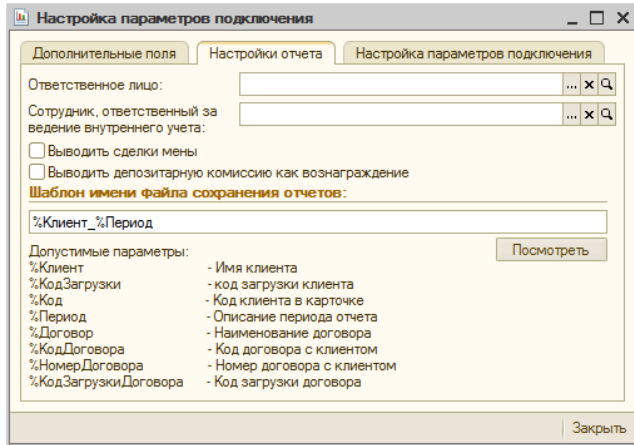 Настройка параметров подключения
Дополнительные поля Настройки отчета Настройка параметров подключения
Ответственное лицо:
Сотрудник, ответственный за
ведение внутреннего учета:
Выводить сделки мены
Выводить депозитарную комиссию как вознаграждение
Шаблон имени файла сохранения отчетов:
%Клиент_%Период
Допустимые параметры: Посмотреть
%Клиент - Имя клиента
%КодЗагрузки - код загрузки клиента
%Код - Код клиента в карточке
%Период - Описание периода отчета
%Договор - Наименование договора
%КодДоговора - Код договора с клиентом
%НомерДоговора - Номер договора с клиентом
%КодЗагрузкиДоговора - Код загрузки договора
Закрыть